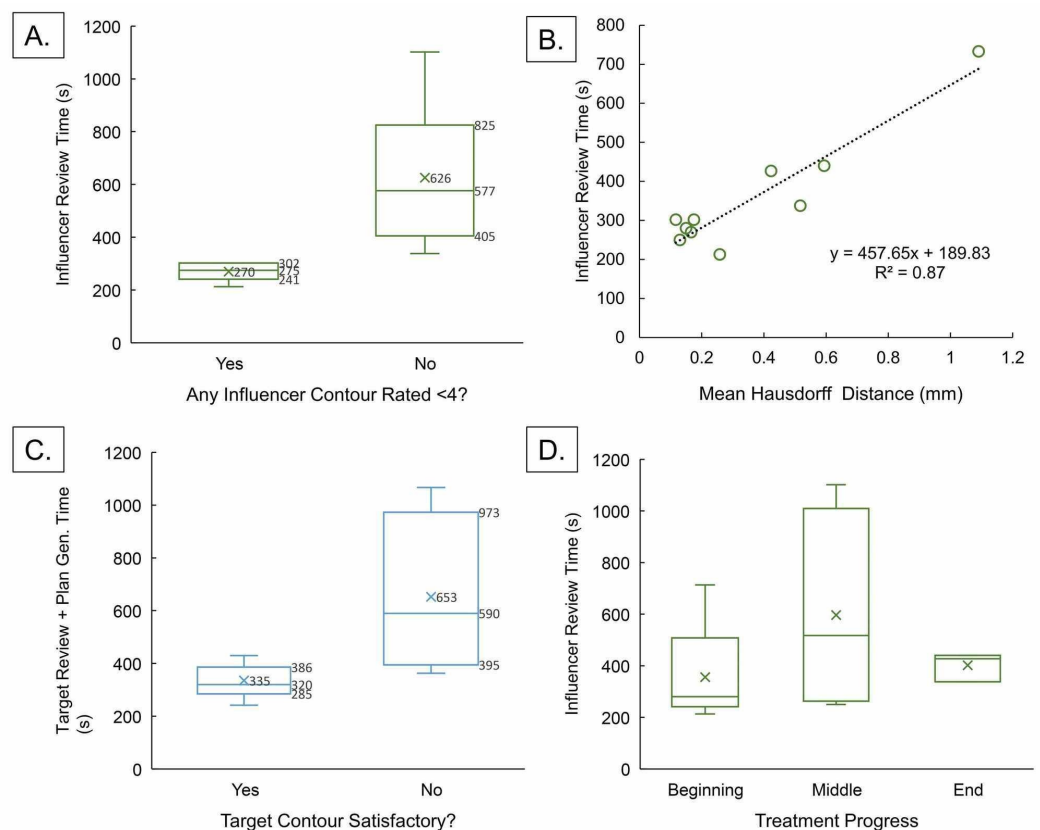 A.
Influencer Review Time (s)
1200
1000
800
600
400
200
0
825
626
577
405
302
275
270
241
Yes No
Any Influencer Contour Rated <4?
B.
Influencer Review Time (s)
800
700
600
500
400
300
200
100
0
y = 457.65x + 189.83
R² = 0.87
0 0.2 0.4 0.6 0.8 1 1.2
Mean Hausdorff Distance (mm)
C.
Target Review + Plan Gen. Time
(s)
1200
1000
800
600
400
200
0
973
653
590
395
386
335
320
285
Yes No
Target Contour Satisfactory?
D.
Influencer Review Time (s)
1200
1000
800
600
400
200
0
Beginning Middle End
Treatment Progress